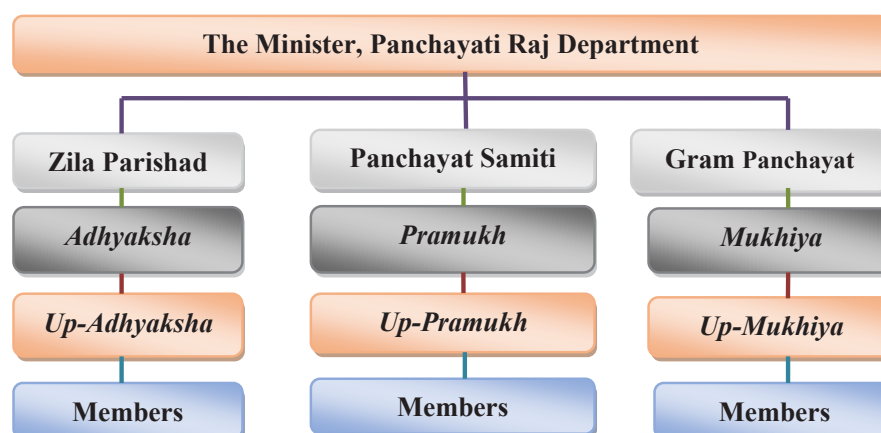 The Minister, Panchayati Raj Department
Zila Parishad
Panchayat Samiti
Gram Panchayat
Adhyaksha
Pramukh
Mukhiya
Up-Adhyaksha
Up-Pramukh
Up-Mukhiya
Members
Members
Members